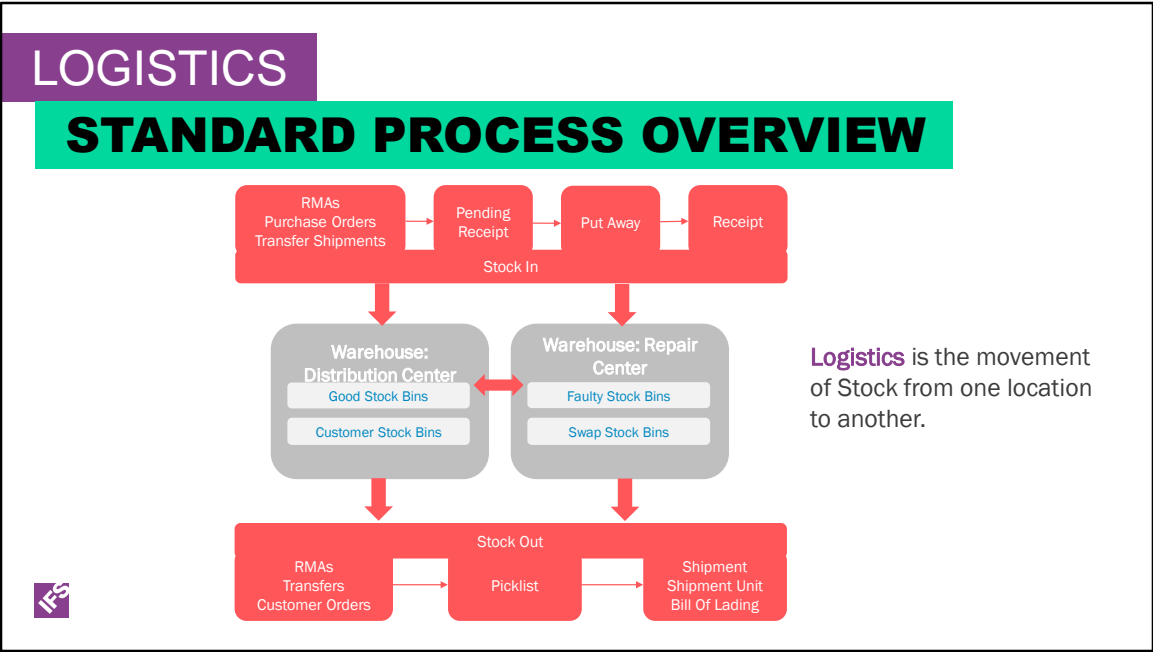 LOGISTICS
STANDARD PROCESS OVERVIEW
RMAs
Purchase Orders
Transfer Shipments
Pending
Receipt
Put Away
Receipt
Stock In
Warehouse:
Distribution Center
Good Stock Bins
Customer Stock Bins
Warehouse: Repair
Center
Faulty Stock Bins
Swap Stock Bins
Logistics is the movement
of Stock from one location
to another.
Stock Out
RMAs
Transfers
Customer Orders
Picklist
Shipment
Shipment Unit
Bill Of Lading
IFS